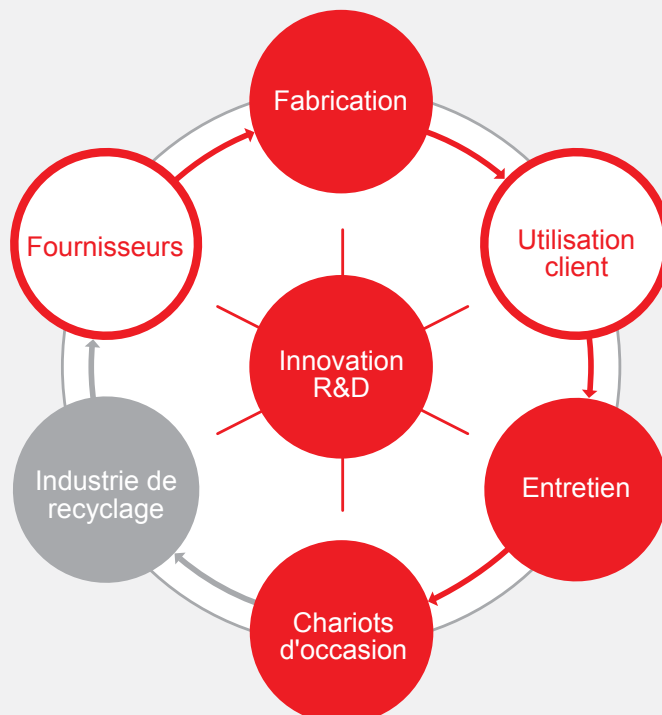 Fabrication
Fournisseurs
Utilisation
client
Innovation
R&D
Industrie de
recyclage
Entretien
Chariots
d'occasion